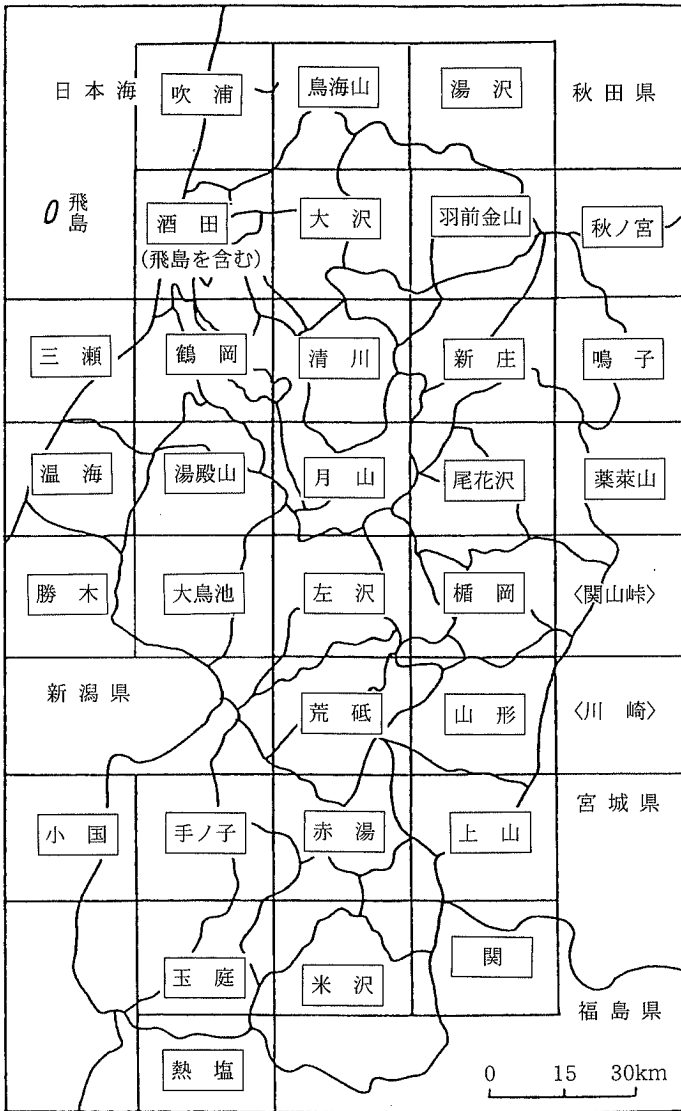 日本海
吹浦
鳥海山
湯沢
秋田県
飛島
酒田
(飛島を含む)
大沢
羽前金山
秋ノ宮
三瀬
鶴岡
清川
新庄
鳴子
温海
湯殿山
月山
尾花沢
薬萊山
勝木
大鳥池
左沢
楯岡
〈関山峠〉
新潟県
荒砥
山形
〈川崎〉
小国
手ノ子
赤湯
上山
宮城県
玉庭
米沢
関
福島県
熱塩
0 15 30km